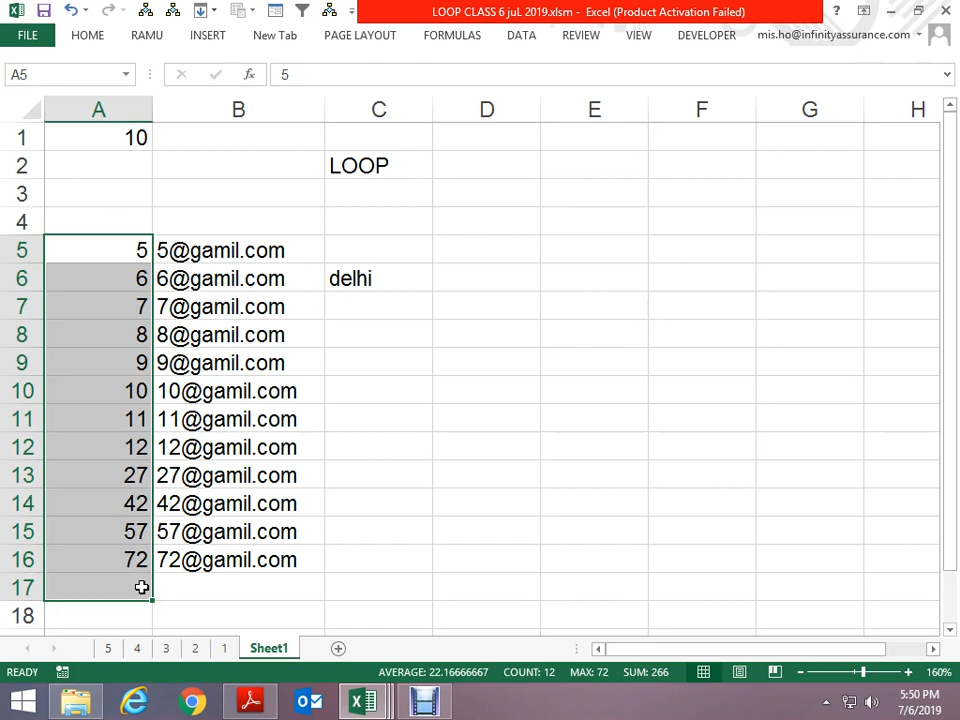 LOOP CLASS 6 juL 2019.xlsm - Excel (Product Activation Failed)
FILE HOME RAMU INSERT New Tab PAGE LAYOUT FORMULAS DATA REVIEW VIEW DEVELOPER mis.ho@infinityassurance.com
A5 fx 5
A B C D E F G H
1 10
2 LOOP
3
4
5 5 5@gamil.com
6 6 6@gamil.com delhi
7 7 7@gamil.com
8 8 8@gamil.com
9 9 9@gamil.com
10 10 10@gamil.com
11 11 11@gamil.com
12 12 12@gamil.com
13 27 27@gamil.com
14 42 42@gamil.com
15 57 57@gamil.com
16 72 72@gamil.com
17
18
5 4 3 2 1 Sheet1
READY AVERAGE: 22.16666667 COUNT: 12 MAX: 72 SUM: 266 160%
5:50 PM
7/6/2019